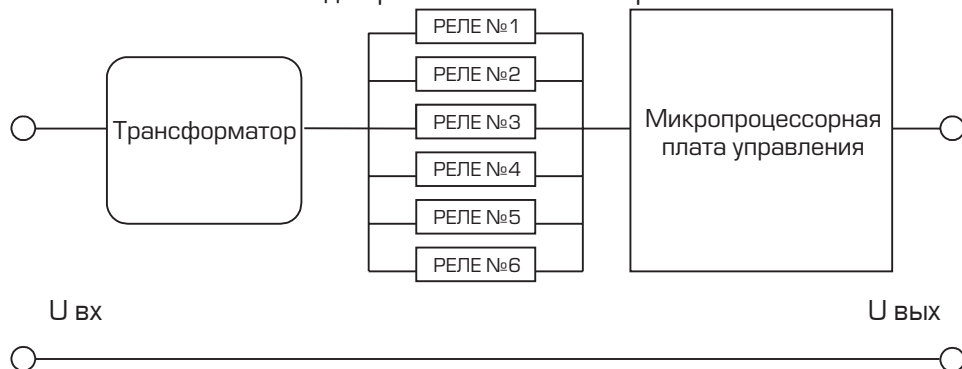 РЕЛЕ №1
РЕЛЕ №2
Трансформатор
РЕЛЕ №3
Микропроцессорная
плата управления
РЕЛЕ №4
РЕЛЕ №5
РЕЛЕ №6
U вх
U вых